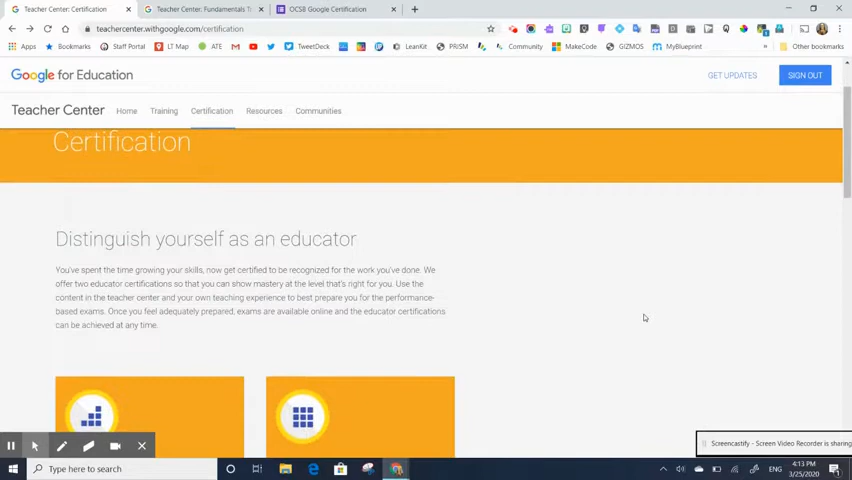 Teacher Center: Certification
Teacher Center: Fundamentals Tr
OCSB Google Certification
teachercenter.withgoogle.com/certification
Apps
Bookmarks
Staff Portal
LT Map
ATE
TweetDeck
LeanKit
PRISM
Community
MakeCode
GIZMOS
MyBlueprint
Other bookmarks
Google for Education
GET UPDATES
SIGN OUT
Teacher Center
Home
Training
Certification
Resources
Communities
Certification
Distinguish yourself as an educator
You've spent the time growing your skills, now get certified to be recognized for the work you've done. We
offer two educator certifications so that you can show mastery at the level that's right for you. Use the
content in the teacher center and your own teaching experience to best prepare you for the performance-
based exams. Once you feel adequately prepared, exams are available online and the educator certifications
can be achieved at any time.
Screencastify - Screen Video Recorder is sharing
Type here to search
ENG
4:13 PM
3/25/2020